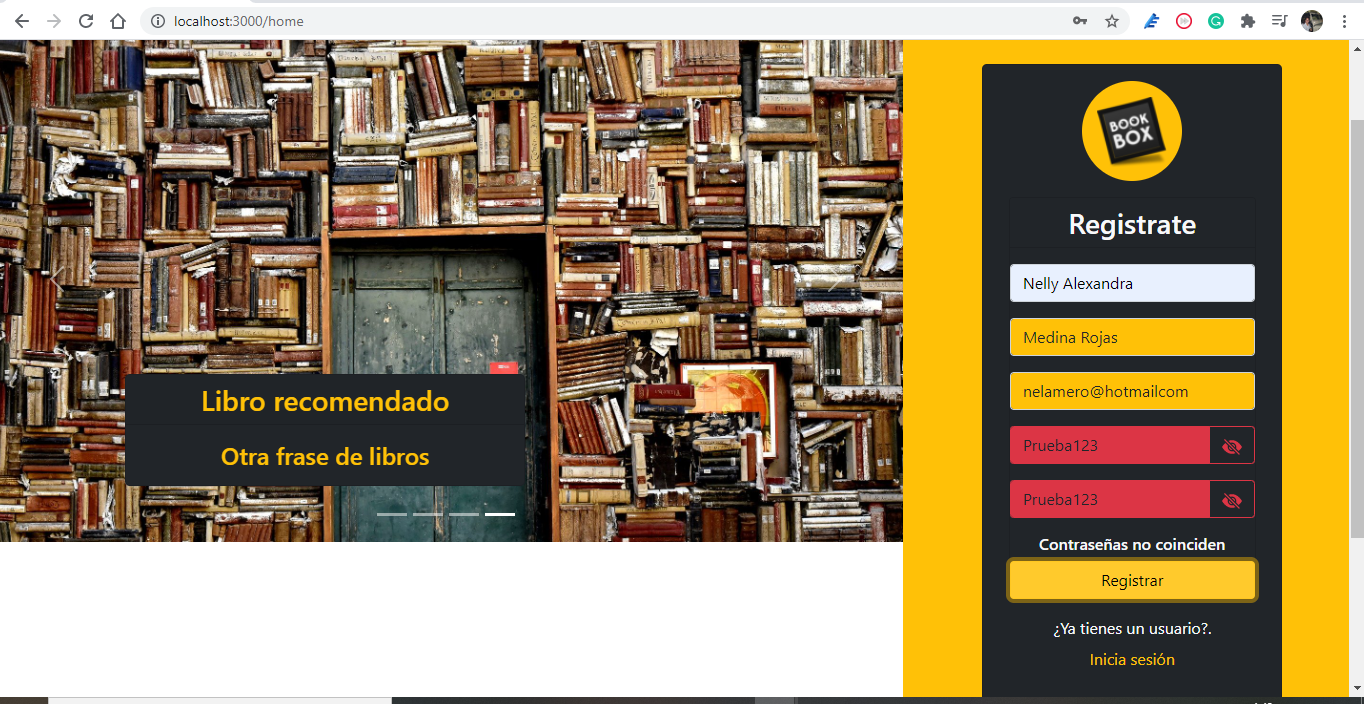 localhost:3000/home
BOOK
BOX
Registrate
Nelly Alexandra
Medina Rojas
nelamero@hotmailcom
Prueba123
Prueba123
Contraseñas no coinciden
Registrar
¿Ya tienes un usuario?.
Inicia sesión
Libro recomendado
Otra frase de libros